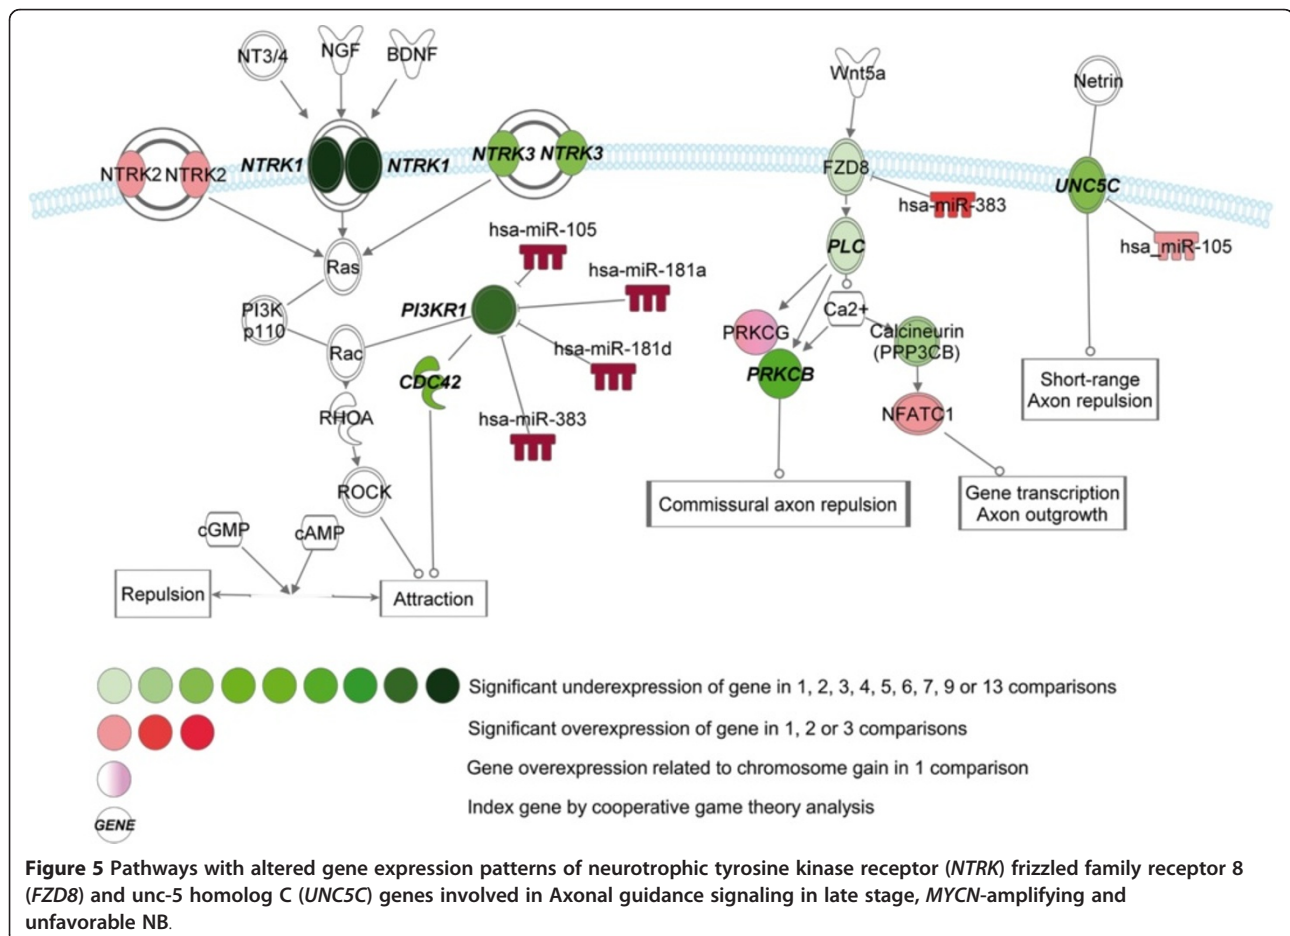 NT3/4
NGF
BDNF
Wnt5a
Netrin
NTRK2 NTRK2
NTRK1
NTRK1
NTRK3 NTRK3
FZD8
UNC5C
hsa-miR-383
hsa_miR-105
hsa-miR-105
PLC
Ras
hsa-miR-181a
PI3K
p110
PI3KR1
Ca2+
PRKCG
Calcineurin
(PPP3CB)
Rac
hsa-miR-181d
CDC42
PRKCB
Short-range
Axon repulsion
RHOA
hsa-miR-383
NFATC1
ROCK
Commissural axon repulsion
Gene transcription
Axon outgrowth
cGMP
cAMP
Repulsion
Attraction
Significant underexpression of gene in 1, 2, 3, 4, 5, 6, 7, 9 or 13 comparisons
Significant overexpression of gene in 1, 2 or 3 comparisons
Gene overexpression related to chromosome gain in 1 comparison
GENE
Index gene by cooperative game theory analysis
Figure 5 Pathways with altered gene expression patterns of neurotrophic tyrosine kinase receptor (NTRK) frizzled family receptor 8
(FZD8) and unc-5 homolog C (UNC5C) genes involved in Axonal guidance signaling in late stage, MYCN-amplifying and
unfavorable NB.